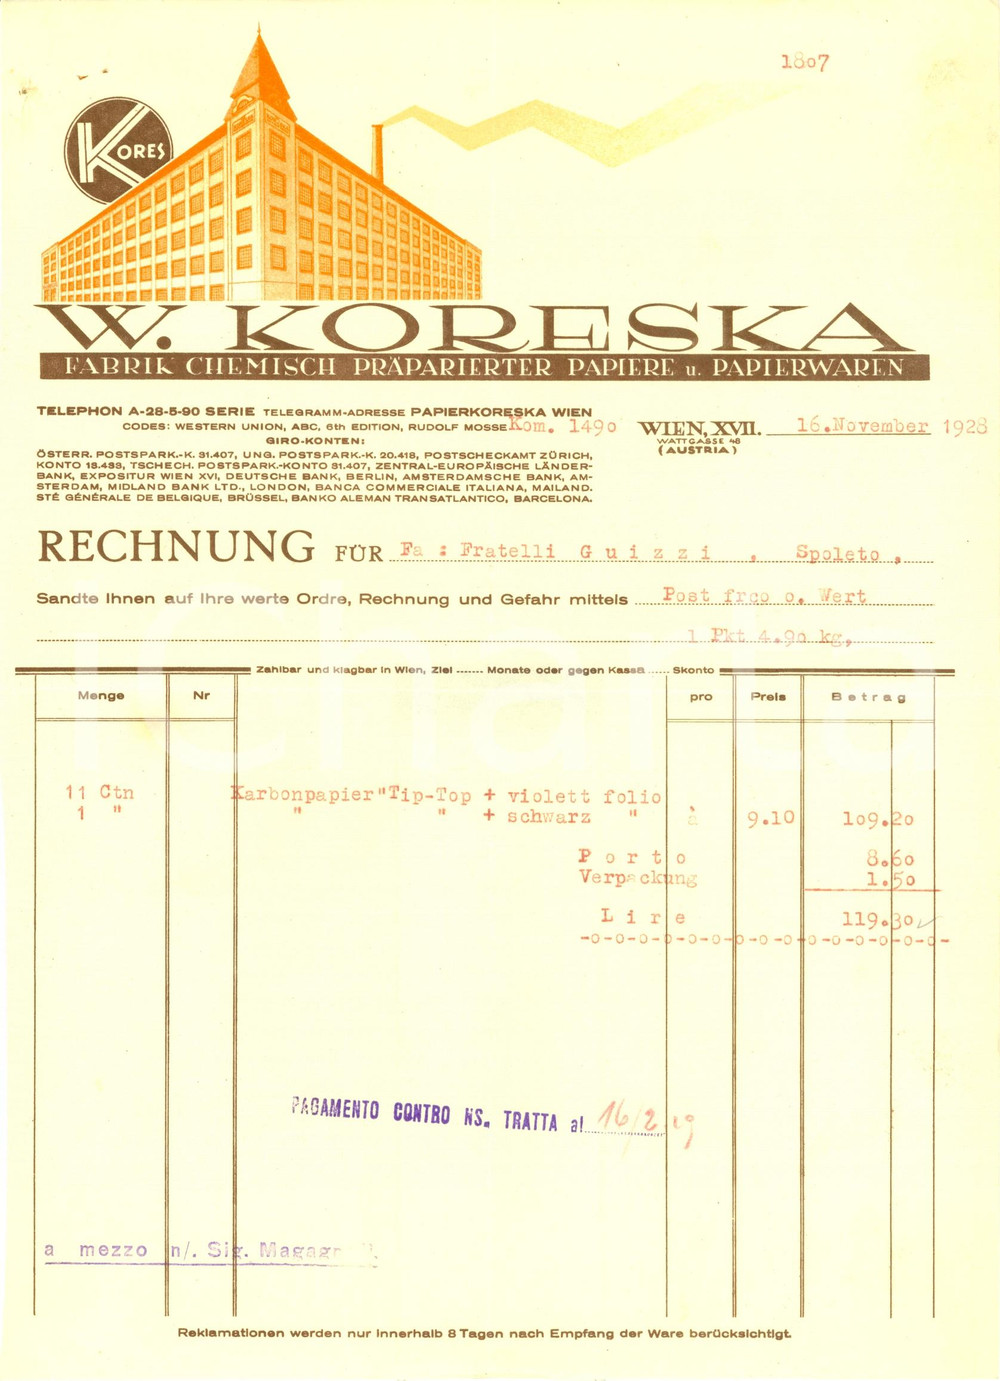 1807
KORES
W. KORESKA
FABRIK CHEMISCH PRÄPARIERTER PAPIERE u. PAPIERWAREN
TELEPHON A-28-5-90 SERIE TELEGRAMM-ADRESSE PAPIERKORESKA WIEN
CODES: WESTERN UNION, ABC, 6th EDITION, RUDOLF MOSSE
Kom. 1490
WIEN, XVII. 16.November 1928
WATTGASSE 48
(AUSTRIA)
GIRO-KONTEN:
ÖSTERR. POSTSPARK.-K. 31.407, UNG. POSTSPARK.-K. 20.418, POSTSCHECKAMT ZÜRICH,
KONTO 18.433, TSCHECH. POSTSPARK.-KONTO 81.407, ZENTRAL-EUROPÄISCHE LÄNDER-
BANK, EXPOSITUR WIEN XVI, DEUTSCHE BANK, BERLIN, AMSTERDAMSCHE BANK, AM-
STERDAM, MIDLAND BANK LTD., LONDON, BANCA COMMERCIALE ITALIANA, MAILAND.
STÉ GÉNÉRALE DE BELGIQUE, BRÜSSEL, BANKO ALEMAN TRANSATLANTICO, BARCELONA.
RECHNUNG FÜR Fa : Fratelli G u i z z i , Spoleto ,
Sandte Ihnen auf Ihre werte Ordre, Rechnung und Gefahr mittels Post frco o. Wert
1 Pkt 4.90 kg,
Zahlbar und klagbar in Wien, Ziel ....... Monate oder gegen Kassa ...... Skonto
Menge Nr pro Preis Betrag
11 Ctn Karbonpapier "Tip-Top + violett folio
1 " " " + schwarz " à 9.10 109.20
P o r t o 8.60
Verpackung 1.50
L i r e 119.30
-o-o-o-o-o-o-o-o-o-o-o-o-o-o-o-
PAGAMENTO CONTRO NS. TRATTA al 16/2 29
a mezzo n/. Sig.
Reklamationen werden nur innerhalb 8 Tagen nach Empfang der Ware berücksichtigt.